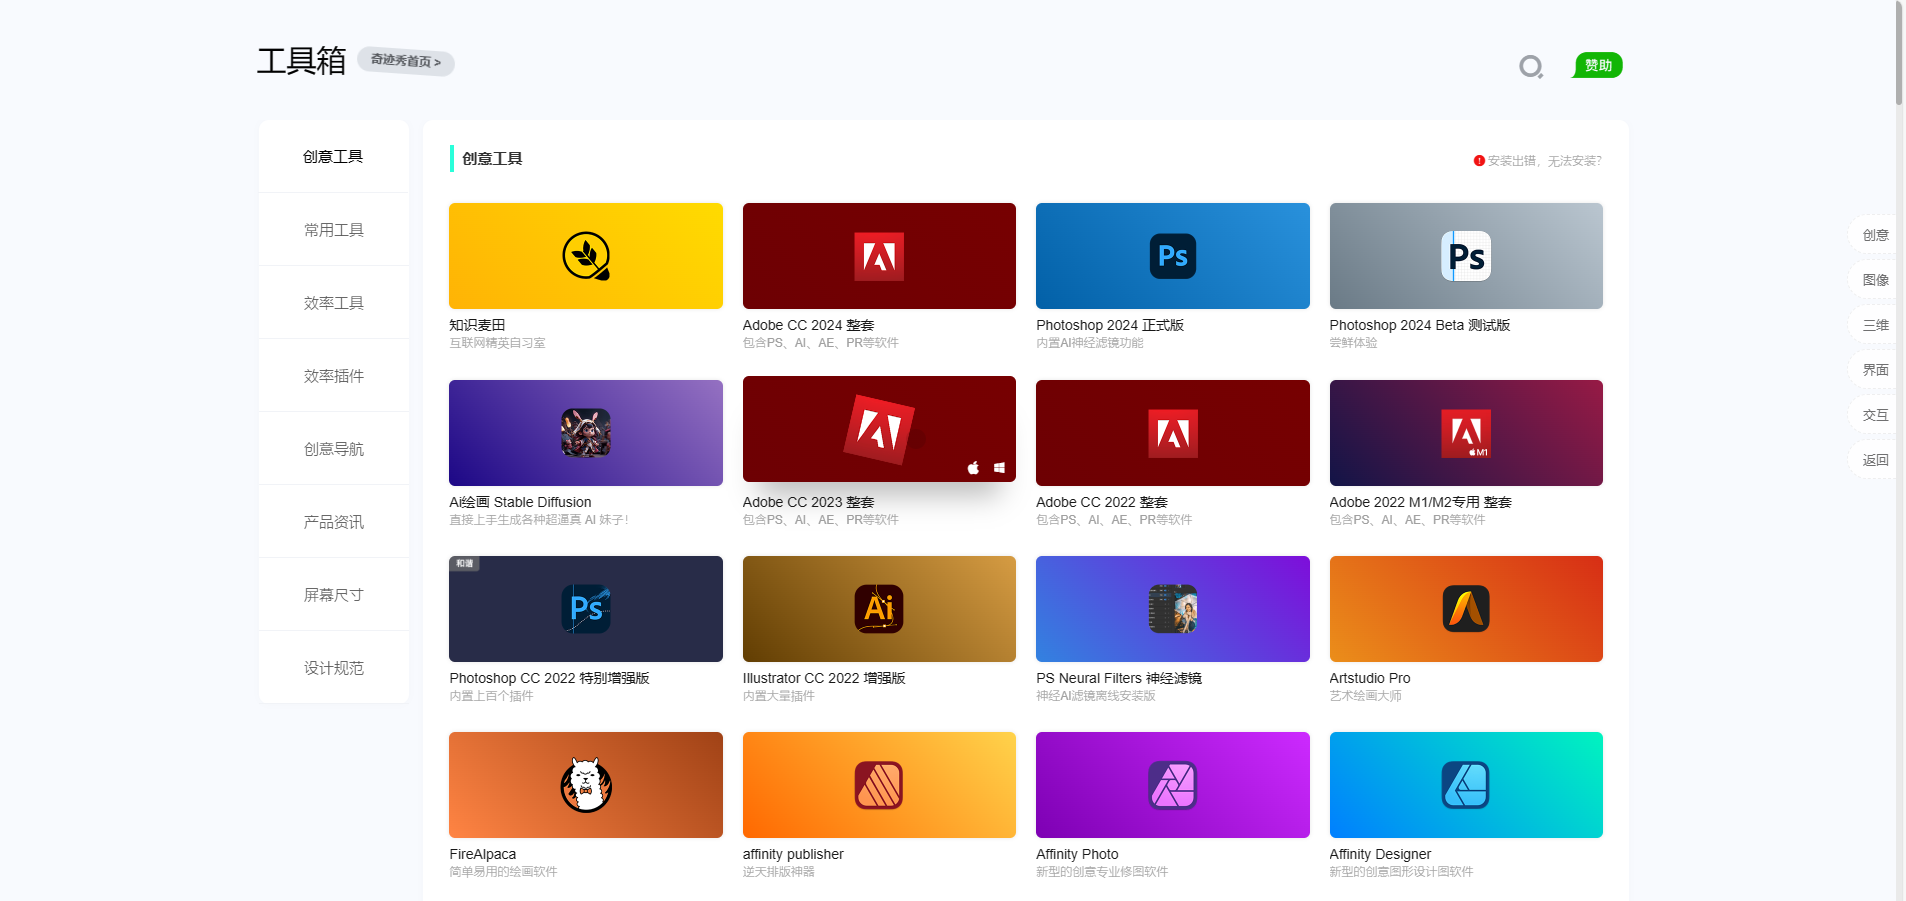 工具箱
奇迹秀首页 >
赞助
创意工具
常用工具
效率工具
效率插件
创意导航
产品资讯
屏幕尺寸
设计规范
创意工具
! 安装出错，无法安装?
Ps
Ps
知识麦田
互联网精英自习室
Adobe CC 2024 整套
包含PS、AI、AE、PR等软件
Photoshop 2024 正式版
内置AI神经滤镜功能
Photoshop 2024 Beta 测试版
尝鲜体验
M1
Ai绘画 Stable Diffusion
直接上手生成各种超逼真 AI 妹子!
Adobe CC 2023 整套
包含PS、AI、AE、PR等软件
Adobe CC 2022 整套
包含PS、AI、AE、PR等软件
Adobe 2022 M1/M2专用 整套
包含PS、AI、AE、PR等软件
和谐
Ps
Ai
Photoshop CC 2022 特别增强版
内置上百个插件
Illustrator CC 2022 增强版
内置大量插件
PS Neural Filters 神经滤镜
神经AI滤镜离线安装版
Artstudio Pro
艺术绘画大师
FireAlpaca
简单易用的绘画软件
affinity publisher
逆天排版神器
Affinity Photo
新型的创意专业修图软件
Affinity Designer
新型的创意图形设计图软件
创意
图像
三维
界面
交互
返回